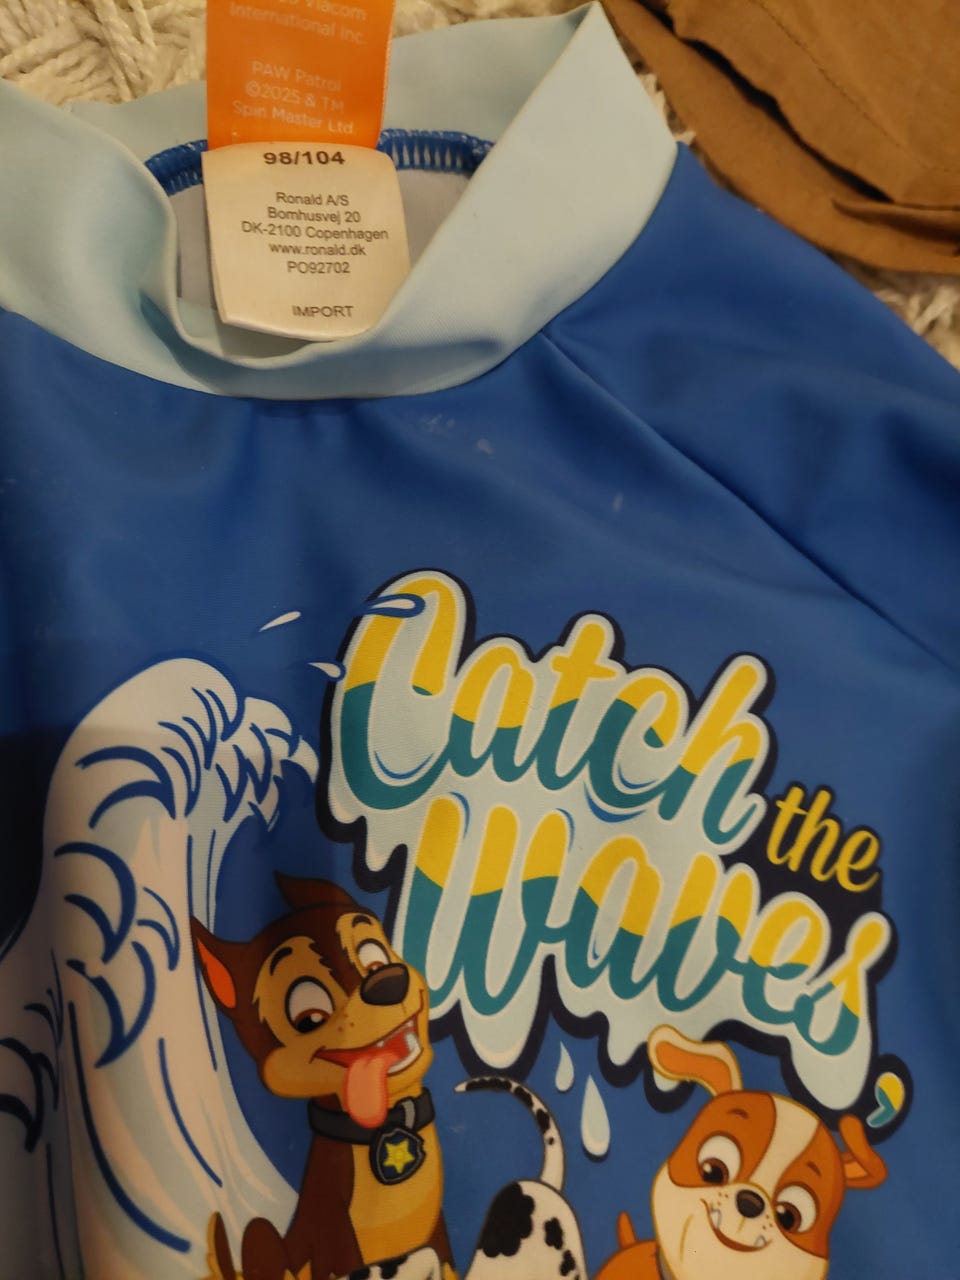 Viacom
International Inc.
PAW Patrol
©2025 & TM
Spin Master Ltd
98/104
Ronald A/S
Bomhusvej 20
DK-2100 Copenhagen
www.ronald.dk
PO92702
IMPORT
Catch
the
Waves,